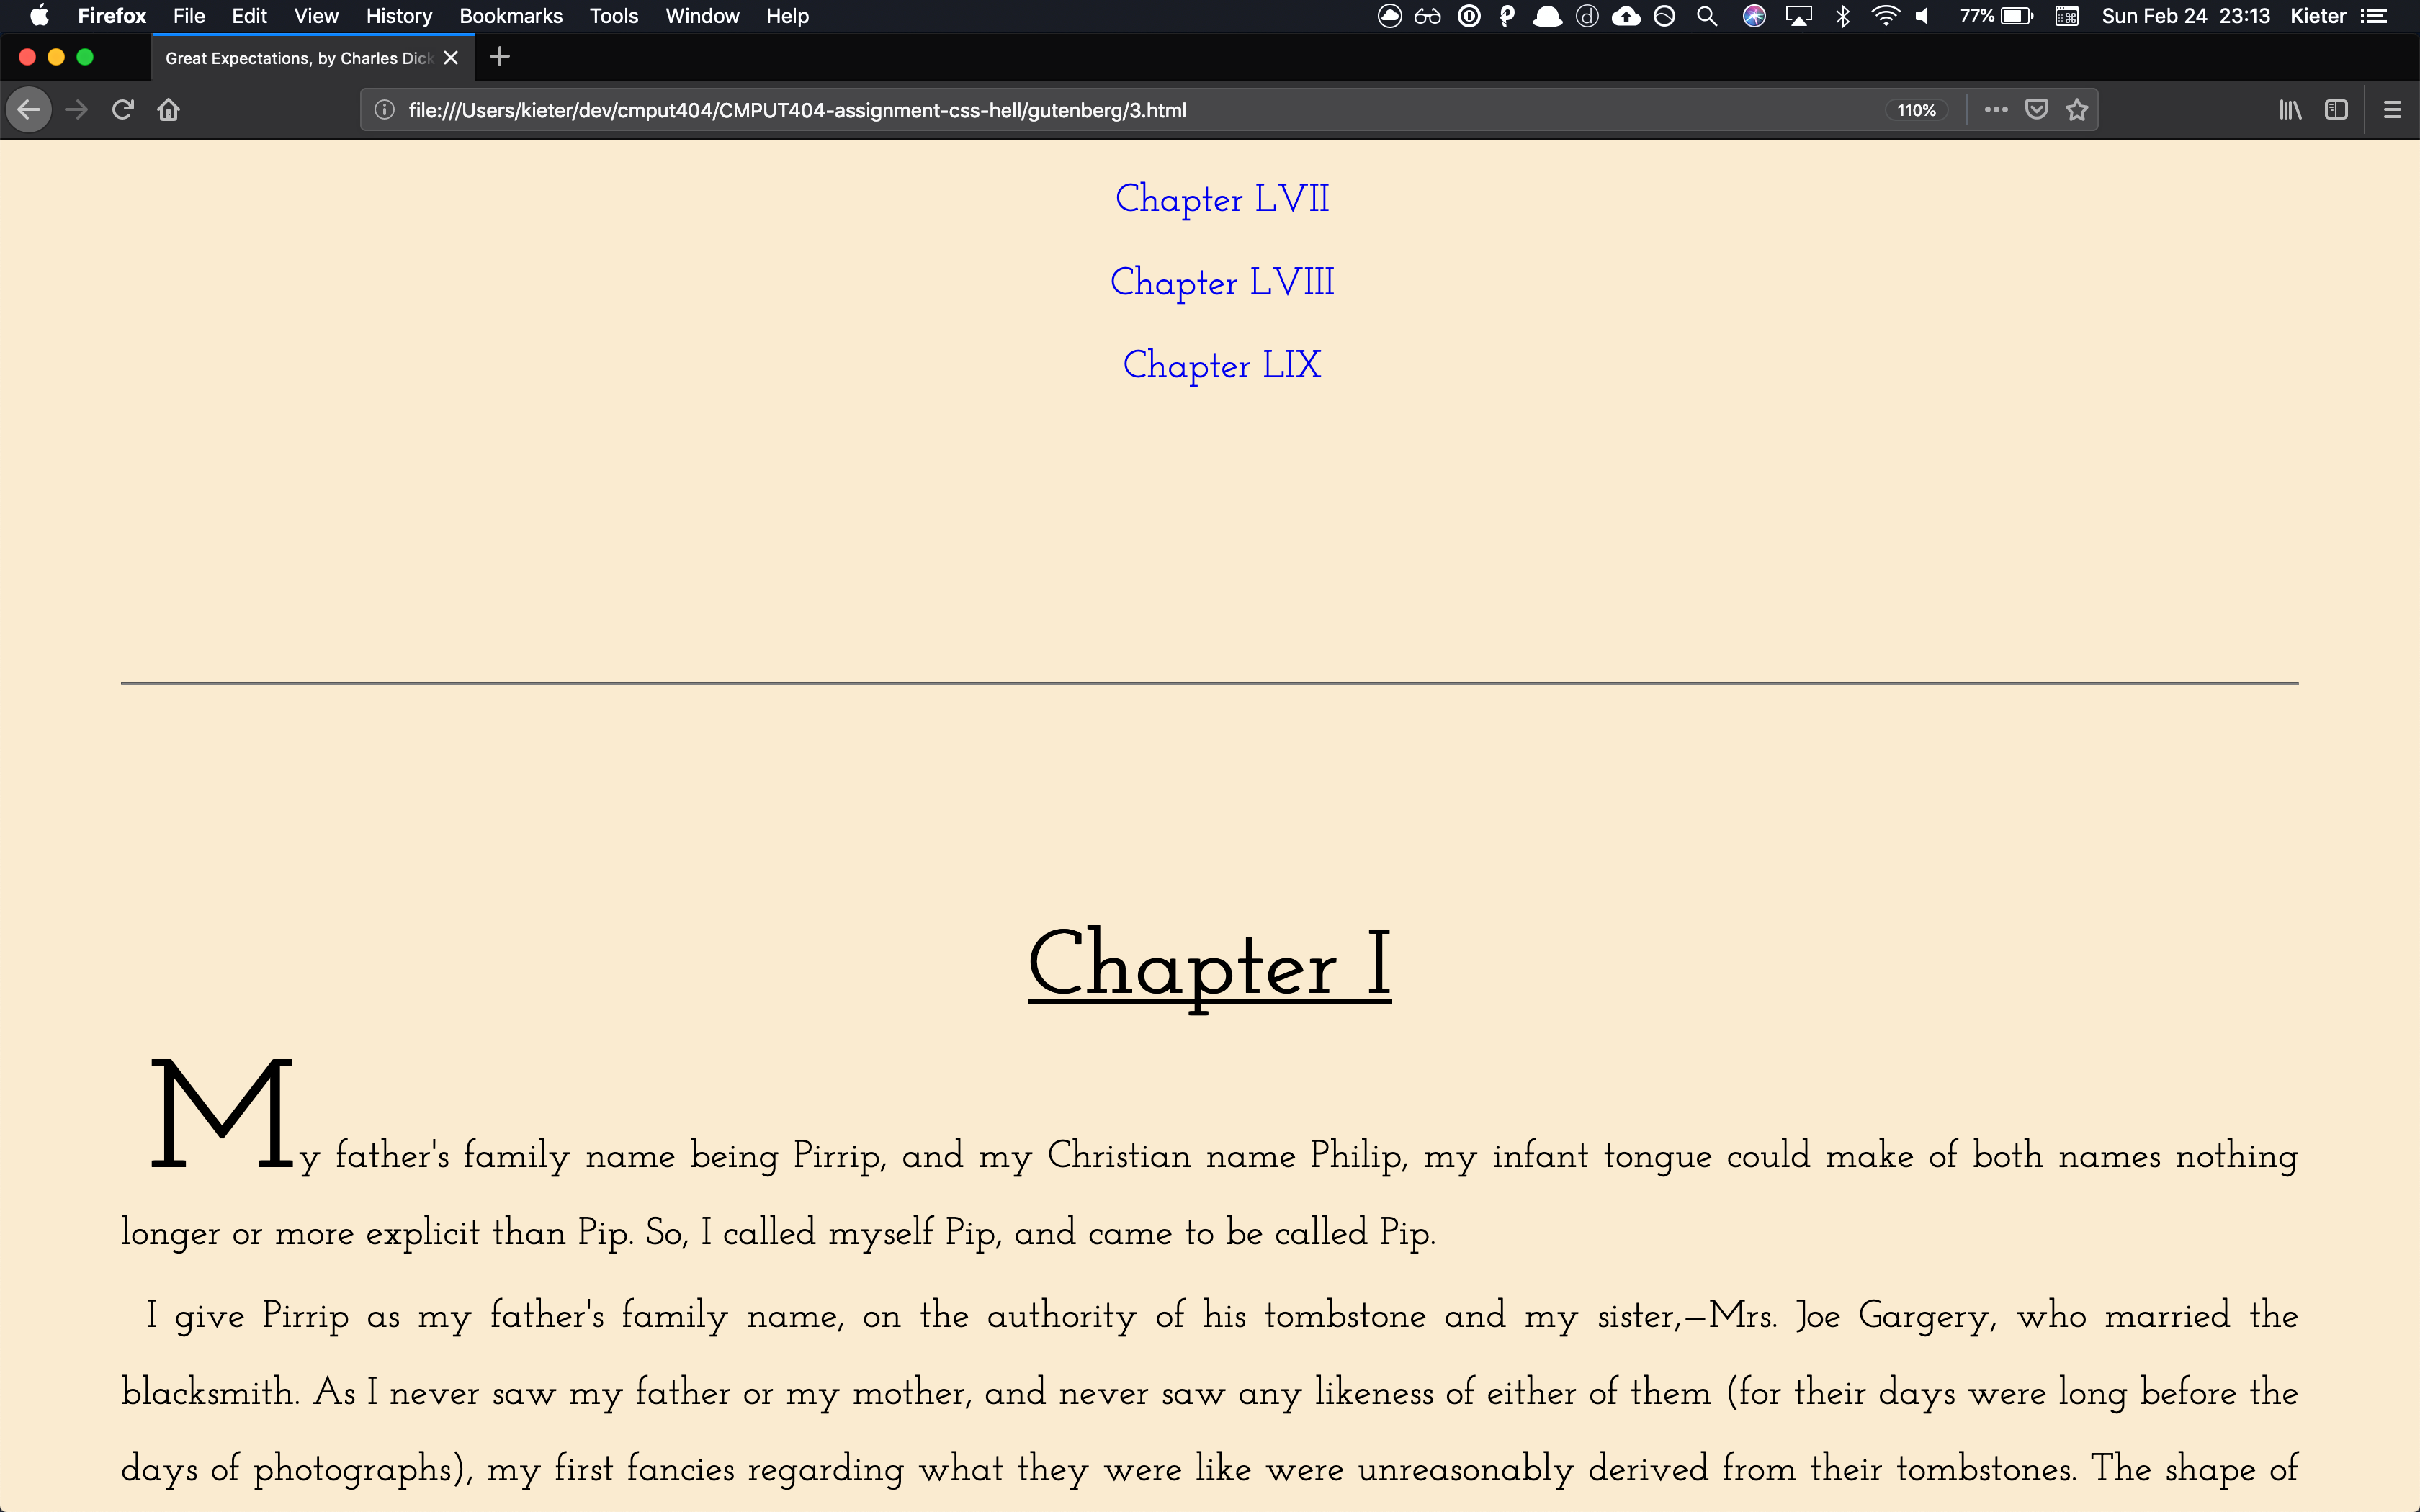 Firefox File Edit View History Bookmarks Tools Window Help 77% Sun Feb 24 23:13 Kieter
Great Expectations, by Charles Dick
file:///Users/kieter/dev/cmput404/CMPUT404-assignment-css-hell/gutenberg/3.html 110%
Chapter LVII
Chapter LVIII
Chapter LIX
Chapter I
My father's family name being Pirrip, and my Christian name Philip, my infant tongue could make of both names nothing
longer or more explicit than Pip. So, I called myself Pip, and came to be called Pip.
I give Pirrip as my father's family name, on the authority of his tombstone and my sister,—Mrs. Joe Gargery, who married the
blacksmith. As I never saw my father or my mother, and never saw any likeness of either of them (for their days were long before the
days of photographs), my first fancies regarding what they were like were unreasonably derived from their tombstones. The shape of